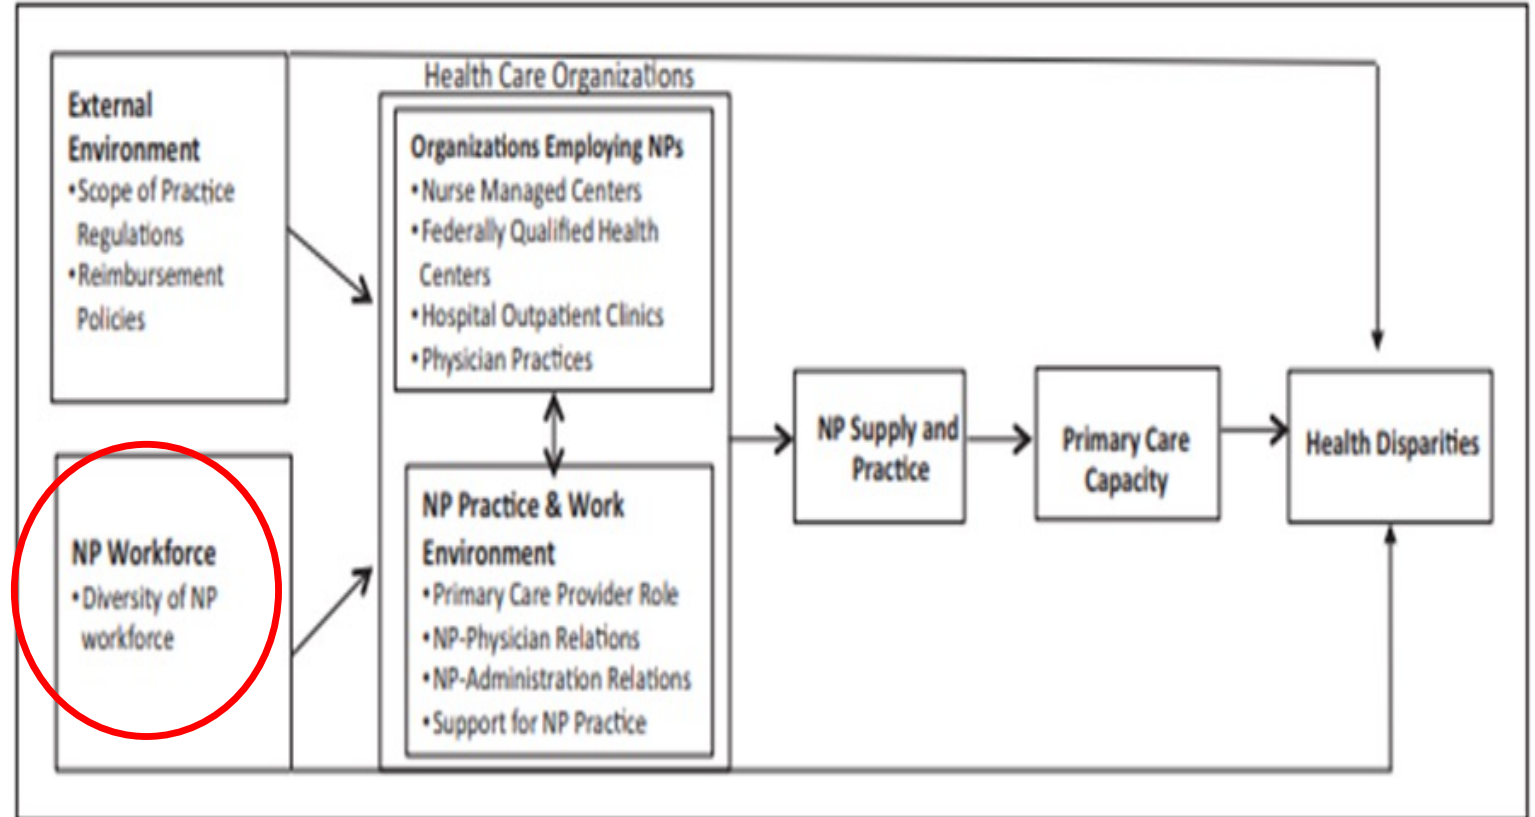 External
Environment
•Scope of Practice
Regulations
•Reimbursement
Policies
Health Care Organizations
Organizations Employing NPs
•Nurse Managed Centers
•Federally Qualified Health
Centers
•Hospital Outpatient Clinics
•Physician Practices
NP Workforce
•Diversity of NP
workforce
NP Practice & Work
Environment
•Primary Care Provider Role
•NP-Physician Relations
•NP-Administration Relations
•Support for NP Practice
NP Supply and
Practice
Primary Care
Capacity
Health Disparities